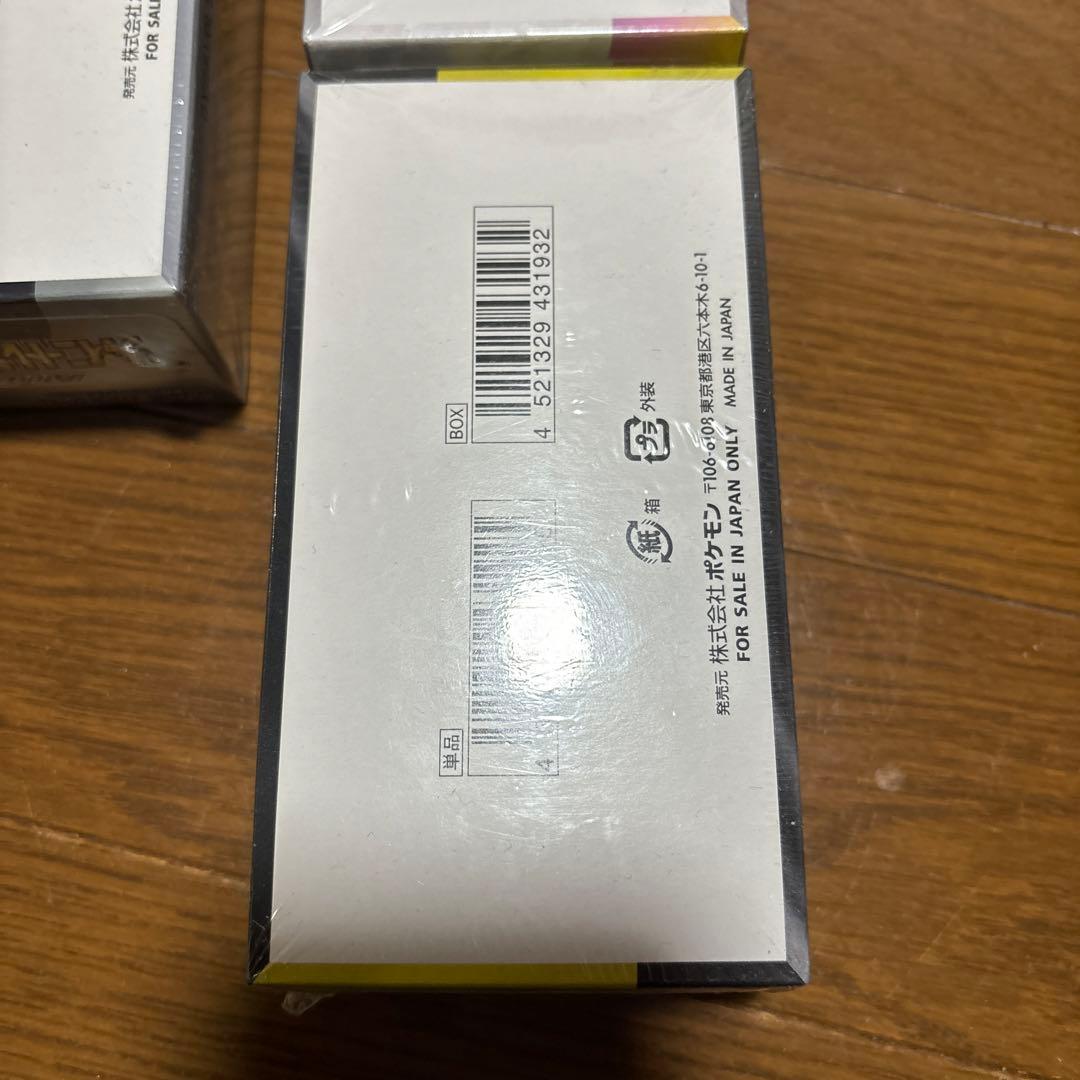 発売元 株式会社
FOR SALE
BOX
4 521329 431932
単品
4
プラ 外装
紙 箱
発売元 株式会社 ポケモン 〒106-6108 東京都港区六本木6-10-1
FOR SALE IN JAPAN ONLY MADE IN JAPAN